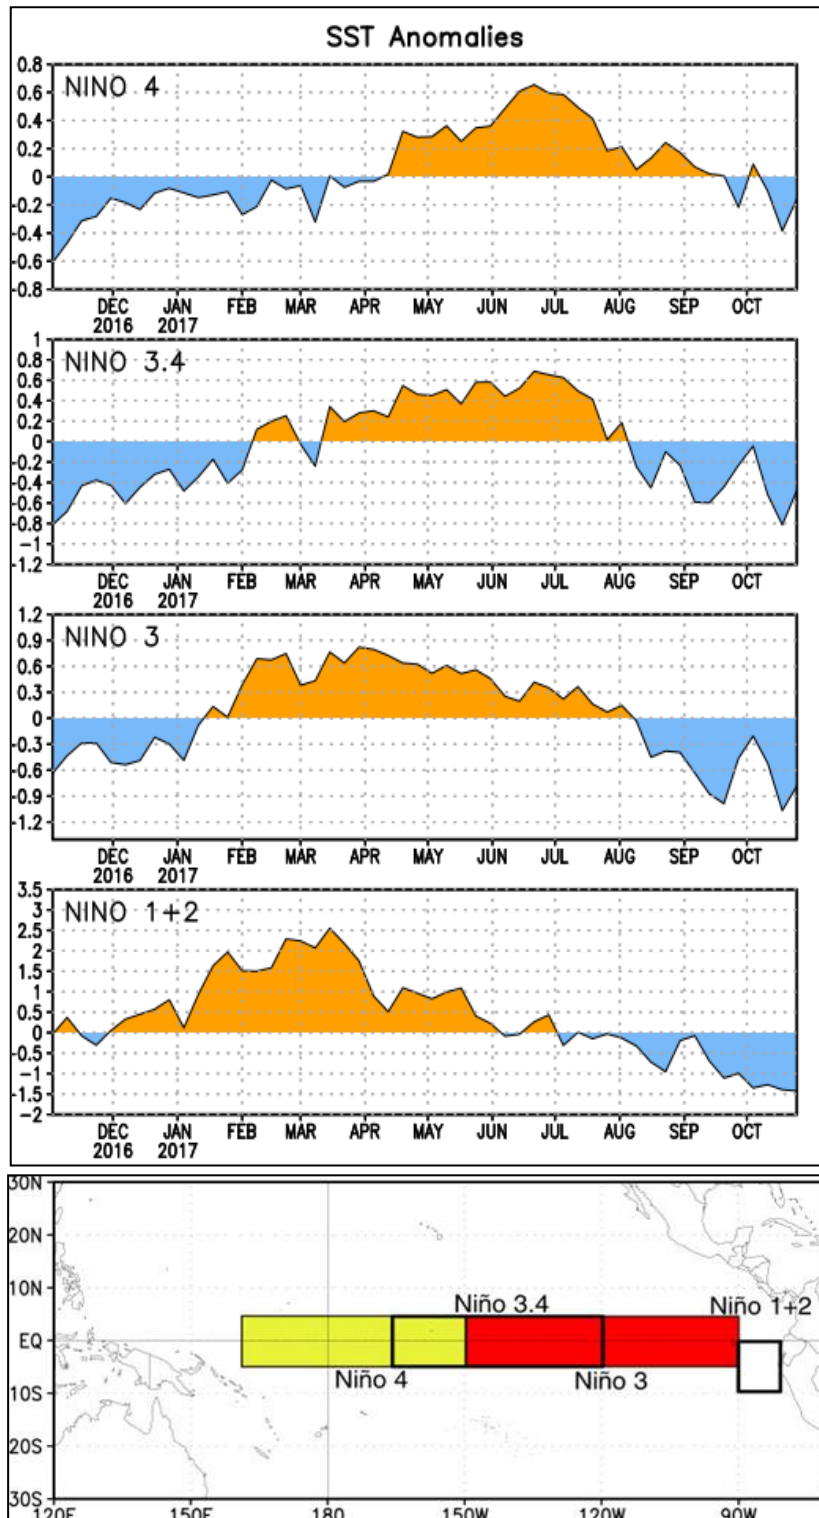 SST Anomalies
NINO 4
0.8
0.6
0.4
0.2
0
-0.2
-0.4
-0.6
-0.8
DEC JAN FEB MAR APR MAY JUN JUL AUG SEP OCT
2016 2017
NINO 3.4
1
0.8
0.6
0.4
0.2
0
-0.2
-0.4
-0.6
-0.8
-1
-1.2
DEC JAN FEB MAR APR MAY JUN JUL AUG SEP OCT
2016 2017
NINO 3
1.2
0.9
0.6
0.3
0
-0.3
-0.6
-0.9
-1.2
DEC JAN FEB MAR APR MAY JUN JUL AUG SEP OCT
2016 2017
NINO 1+2
3.5
3
2.5
2
1.5
1
0.5
0
-0.5
-1
-1.5
-2
DEC JAN FEB MAR APR MAY JUN JUL AUG SEP OCT
2016 2017
30N
20N
10N
EQ
10S
20S
30S
Niño 3.4
Niño 1+2
Niño 4
Niño 3
120E 150E 180 150W 120W 90W